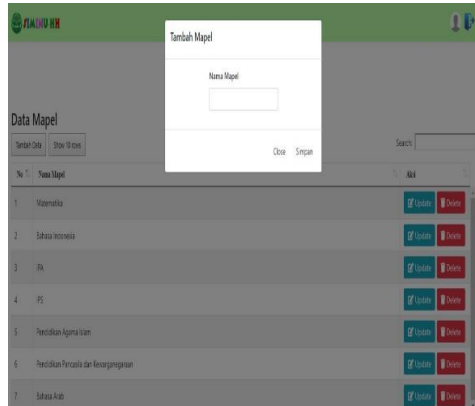 SIMENU HH
Tambah Mapel
Nama Mapel
Close Simpan
Data Mapel
Tambah Data Show 10 rows Search:
No Nama Mapel Aksi
1 Matematika Update Delete
2 Bahasa Indonesia Update Delete
3 IPA Update Delete
4 IPS Update Delete
5 Pendidikan Agama Islam Update Delete
6 Pendidikan Pancasila dan Kewarganegaraan Update Delete
7 Bahasa Arab Update Delete